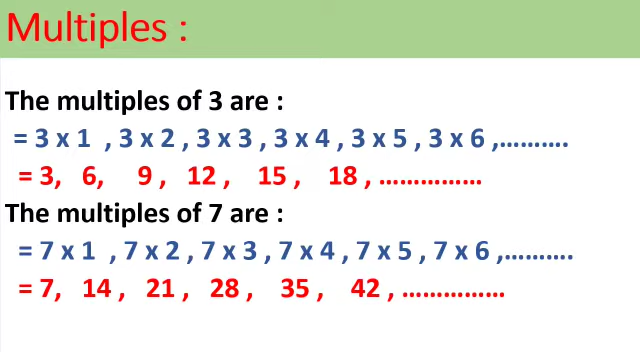 Multiples :
The multiples of 3 are :
= 3 x 1 , 3 x 2 , 3 x 3 , 3 x 4 , 3 x 5 , 3 x 6 ,……….
= 3, 6, 9 , 12 , 15 , 18 , ……………
The multiples of 7 are :
= 7 x 1 , 7 x 2 , 7 x 3 , 7 x 4 , 7 x 5 , 7 x 6 ,……….
= 7, 14 , 21 , 28 , 35 , 42 , ……………